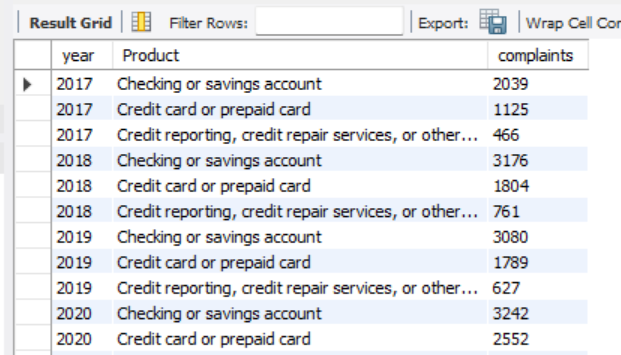 Result Grid Filter Rows: Export: Wrap Cell Cor
year Product complaints
2017 Checking or savings account 2039
2017 Credit card or prepaid card 1125
2017 Credit reporting, credit repair services, or other... 466
2018 Checking or savings account 3176
2018 Credit card or prepaid card 1804
2018 Credit reporting, credit repair services, or other... 761
2019 Checking or savings account 3080
2019 Credit card or prepaid card 1789
2019 Credit reporting, credit repair services, or other... 627
2020 Checking or savings account 3242
2020 Credit card or prepaid card 2552